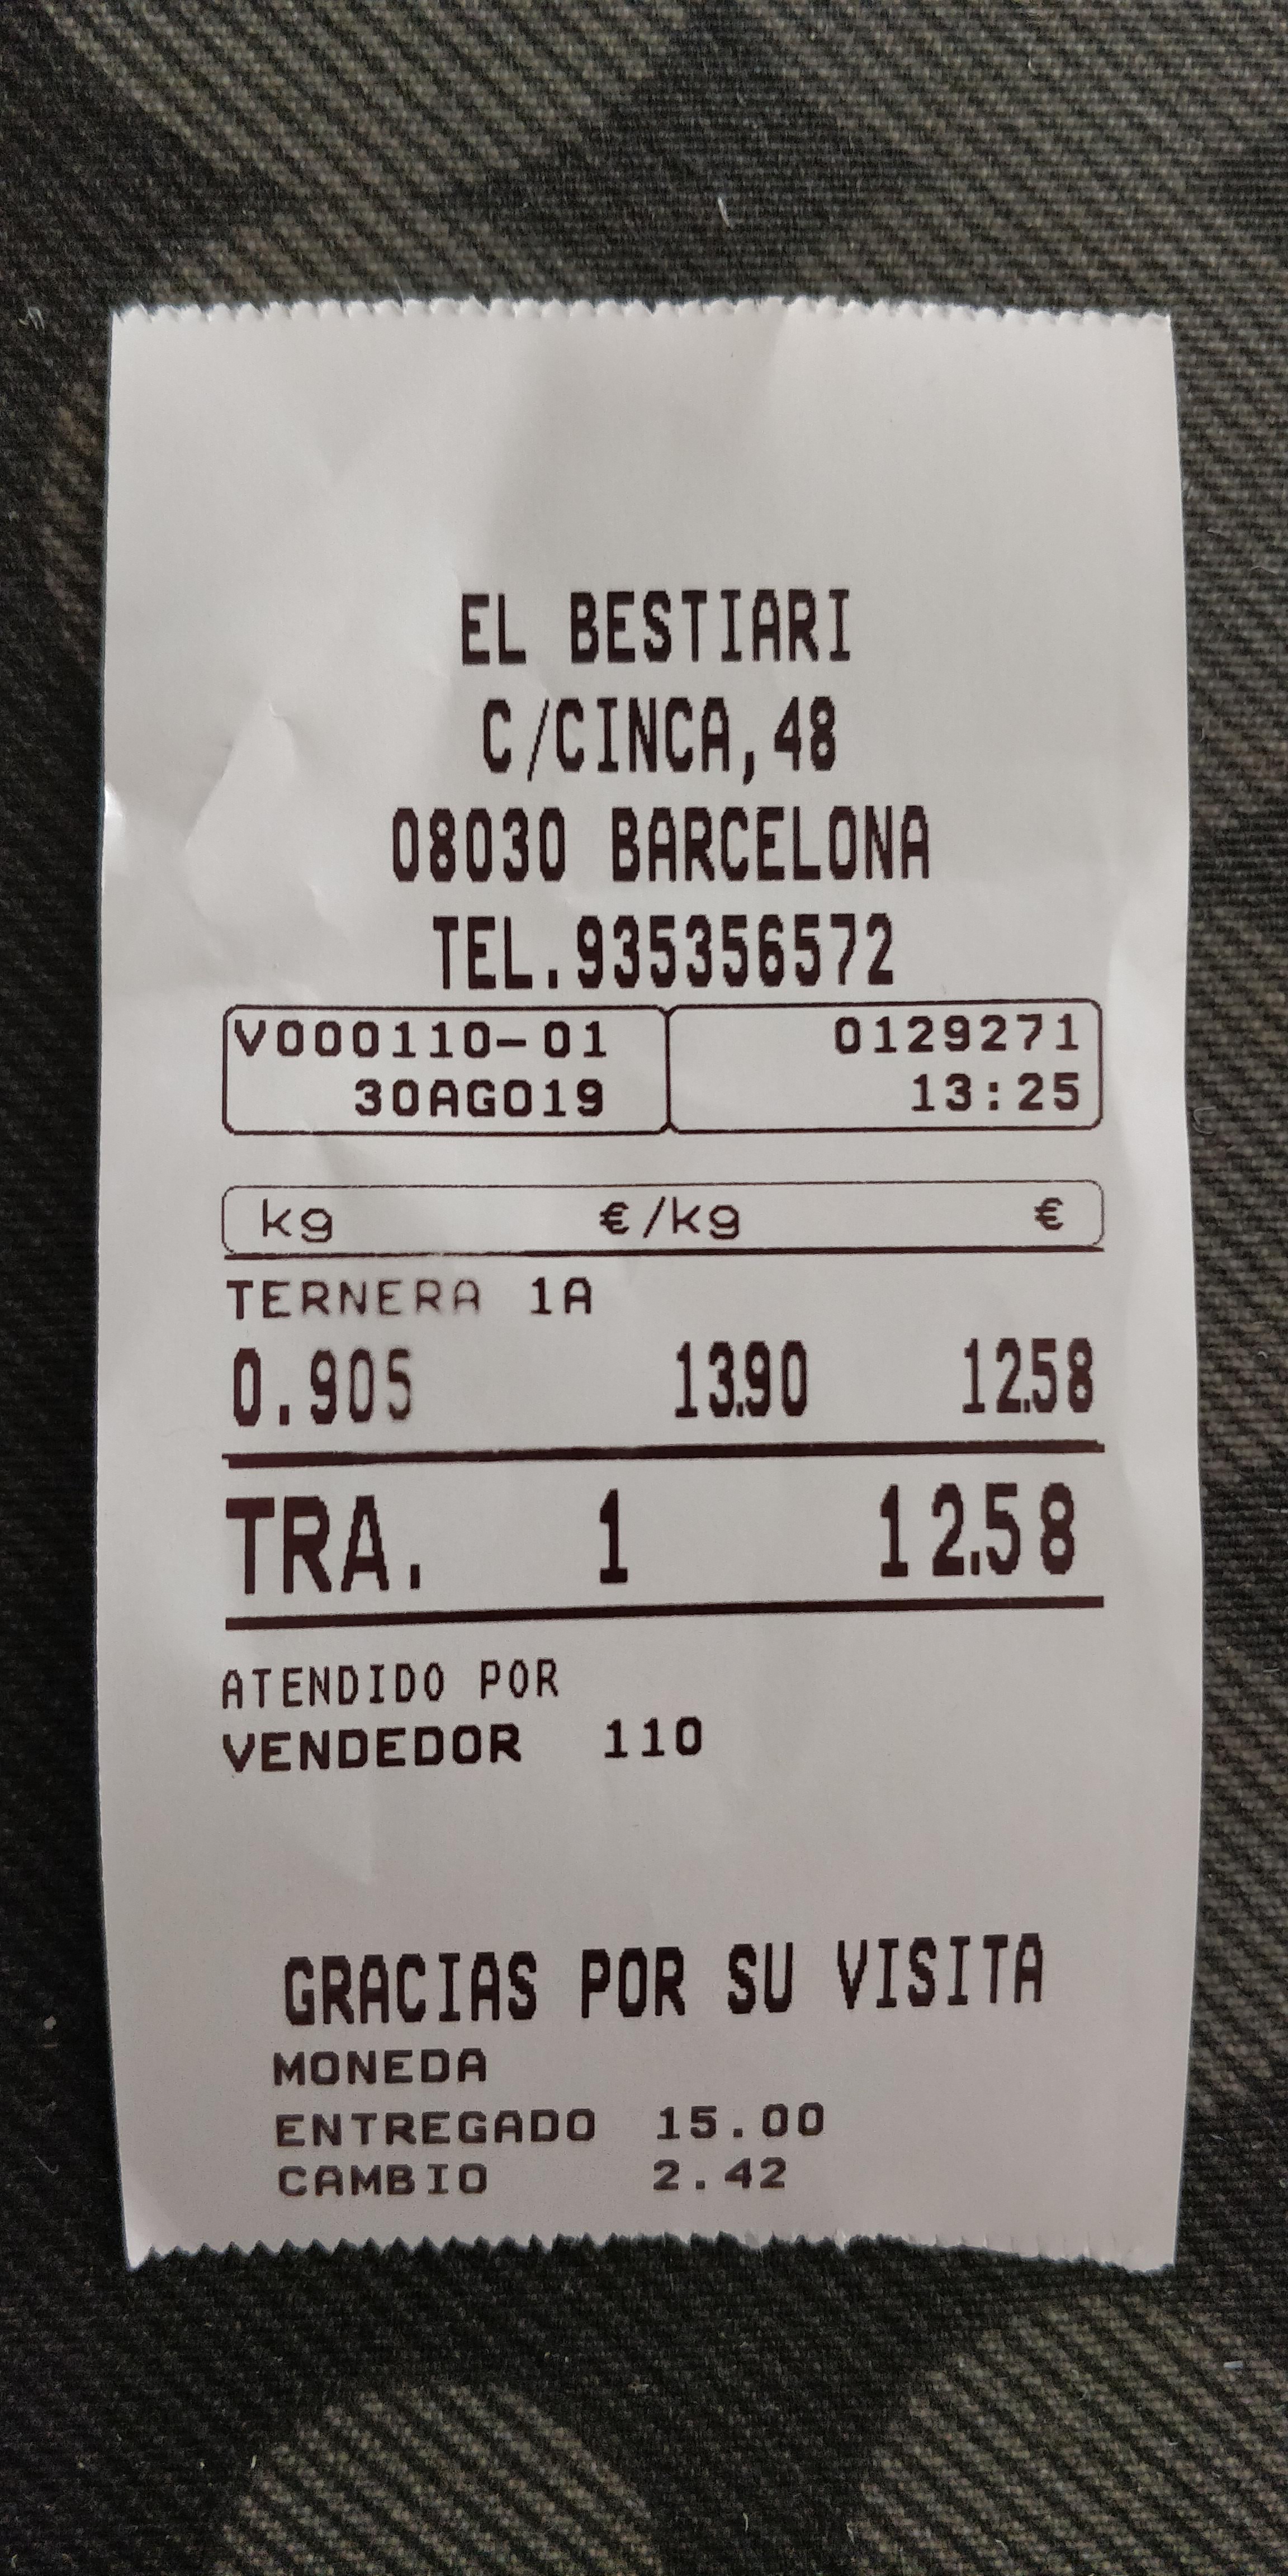 EL BESTIARI
C/CINCA,48
08030 BARCELONA
TEL.935356572
V000110-01 0129271
30AGO19 13:25
kg €/kg €
TERNERA 1A
0.905 13.90 12.58
TRA. 1 12.58
ATENDIDO POR
VENDEDOR 110
GRACIAS POR SU VISITA
MONEDA
ENTREGADO 15.00
CAMBIO 2.42